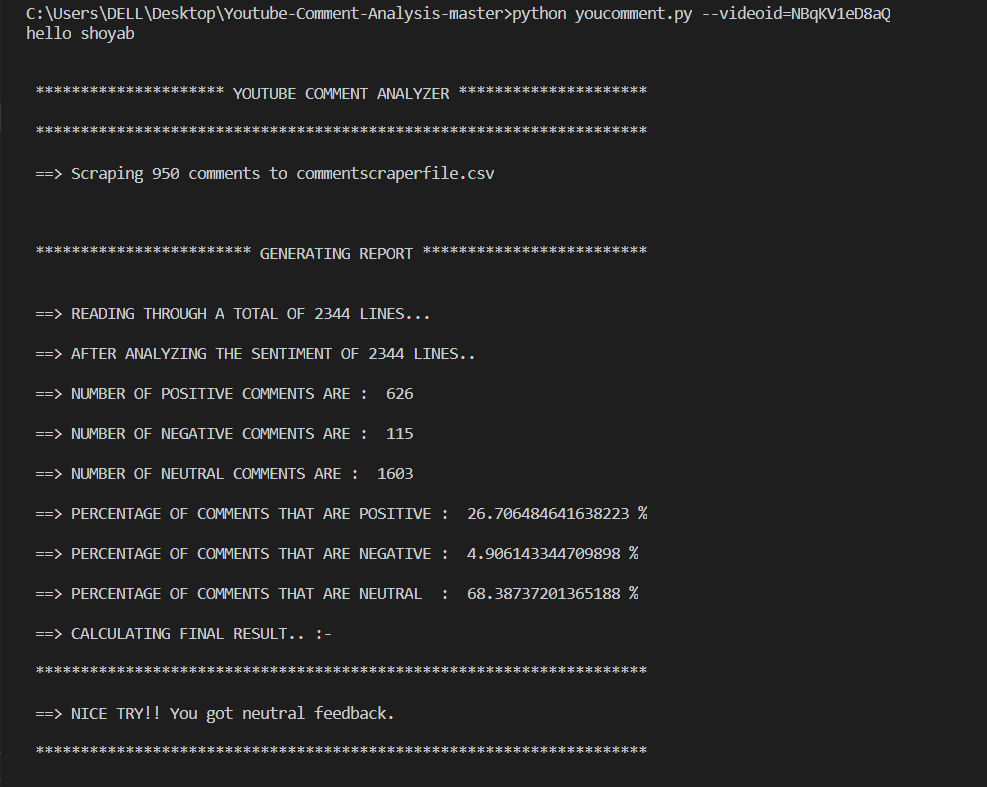 C:\Users\DELL\Desktop\Youtube-Comment-Analysis-master>python youcomment.py --videoid=NBqKV1eD8aQ
hello shoyab
********************* YOUTUBE COMMENT ANALYZER *********************
********************************************************************
==> Scraping 950 comments to commentscraperfile.csv
************************ GENERATING REPORT *************************
==> READING THROUGH A TOTAL OF 2344 LINES...
==> AFTER ANALYZING THE SENTIMENT OF 2344 LINES..
==> NUMBER OF POSITIVE COMMENTS ARE :  626
==> NUMBER OF NEGATIVE COMMENTS ARE :  115
==> NUMBER OF NEUTRAL COMMENTS ARE :  1603
==> PERCENTAGE OF COMMENTS THAT ARE POSITIVE :  26.706484641638223 %
==> PERCENTAGE OF COMMENTS THAT ARE NEGATIVE :  4.906143344709898 %
==> PERCENTAGE OF COMMENTS THAT ARE NEUTRAL  :  68.38737201365188 %
==> CALCULATING FINAL RESULT.. :-
********************************************************************
==> NICE TRY!! You got neutral feedback.
********************************************************************